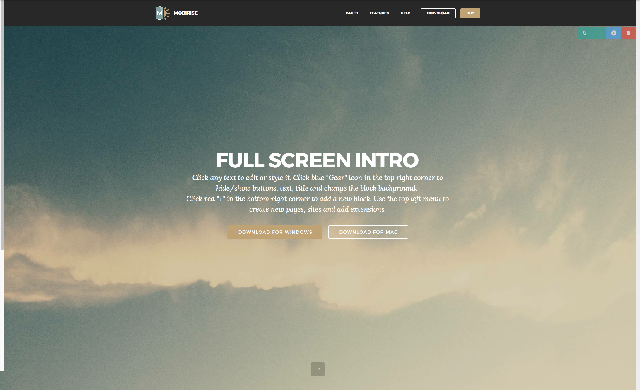 MOBIRISE
FULL SCREEN INTRO
Click any text to edit or style it. Click blue "Gear" icon in the top right corner to
hide/show buttons, text, title and change the block background.
Click red "+" in the bottom right corner to add a new block. Use the top left menu to
create new pages, sites and add extensions.
DOWNLOAD FOR WINDOWS
DOWNLOAD FOR MAC